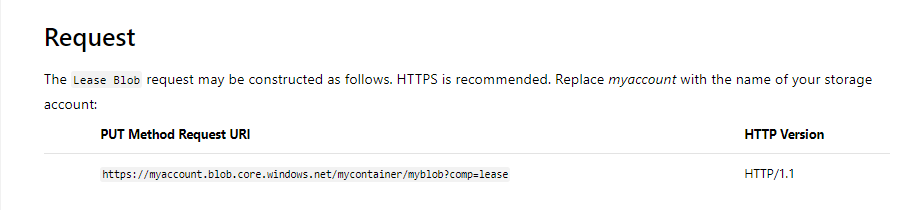 Request
The Lease Blob request may be constructed as follows. HTTPS is recommended. Replace myaccount with the name of your storage
account:
PUT Method Request URI HTTP Version
https://myaccount.blob.core.windows.net/mycontainer/myblob?comp=lease HTTP/1.1